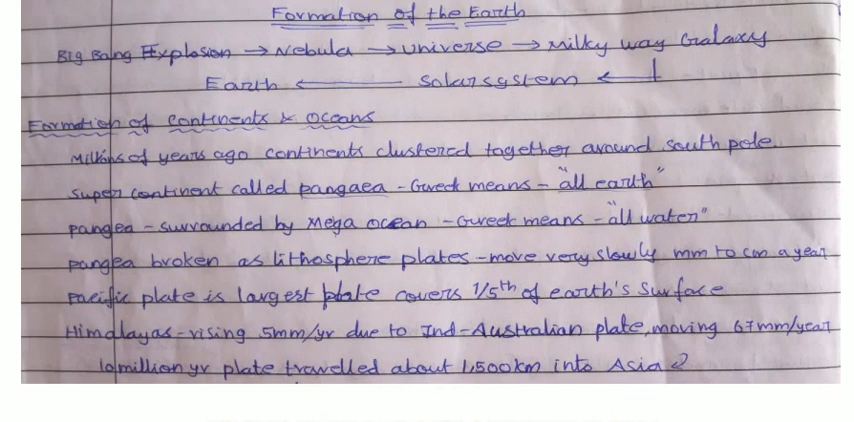 Formation of the Earth
Big Bang Explosion → Nebula → universe → Milky way Galaxy
Earth ← Solarsystem ←
Formation of continents & oceans
Millions of years ago continents clustered together around south pole.
Super continent called pangaea - Greek means - "all earth"
pangea - surrounded by Mega ocean - Greek means - "all water"
pangea broken as lithosphere plates - move very slowly mm to cm a year
pacific plate is largest plate covers 1/5th of earth's surface
Himalayas - rising 5mm/yr due to Ind-Australian plate, moving 67mm/year
10million yr plate travelled about 1,500km into Asia